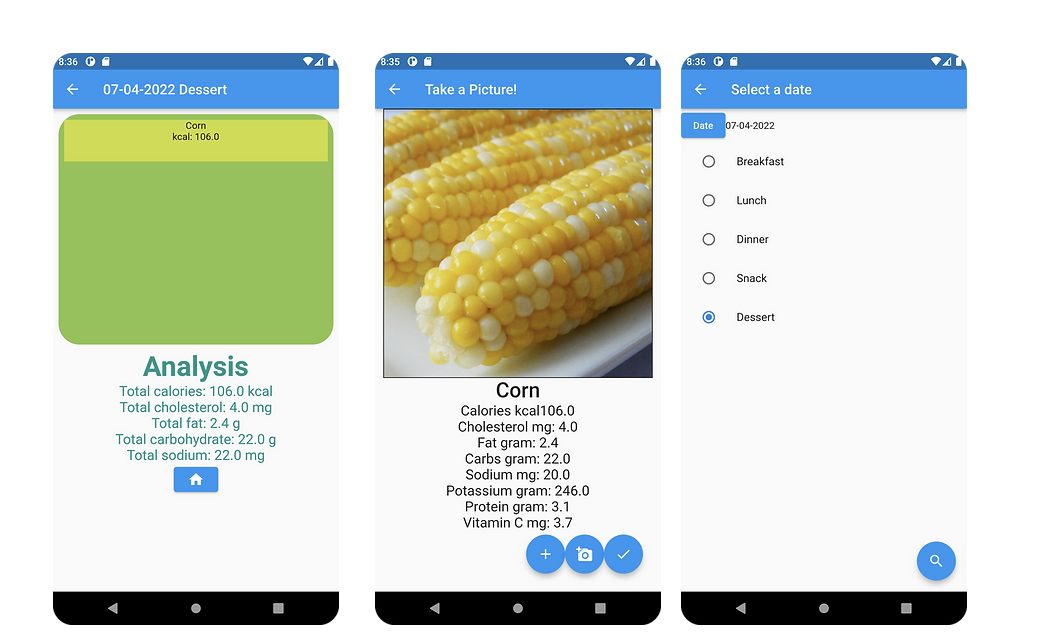 8:36
07-04-2022 Dessert
Corn
kcal: 106.0
Analysis
Total calories: 106.0 kcal
Total cholesterol: 4.0 mg
Total fat: 2.4 g
Total carbohydrate: 22.0 g
Total sodium: 22.0 mg
8:35
Take a Picture!
Corn
Calories kcal106.0
Cholesterol mg: 4.0
Fat gram: 2.4
Carbs gram: 22.0
Sodium mg: 20.0
Potassium gram: 246.0
Protein gram: 3.1
Vitamin C mg: 3.7
8:36
Select a date
Date 07-04-2022
Breakfast
Lunch
Dinner
Snack
Dessert